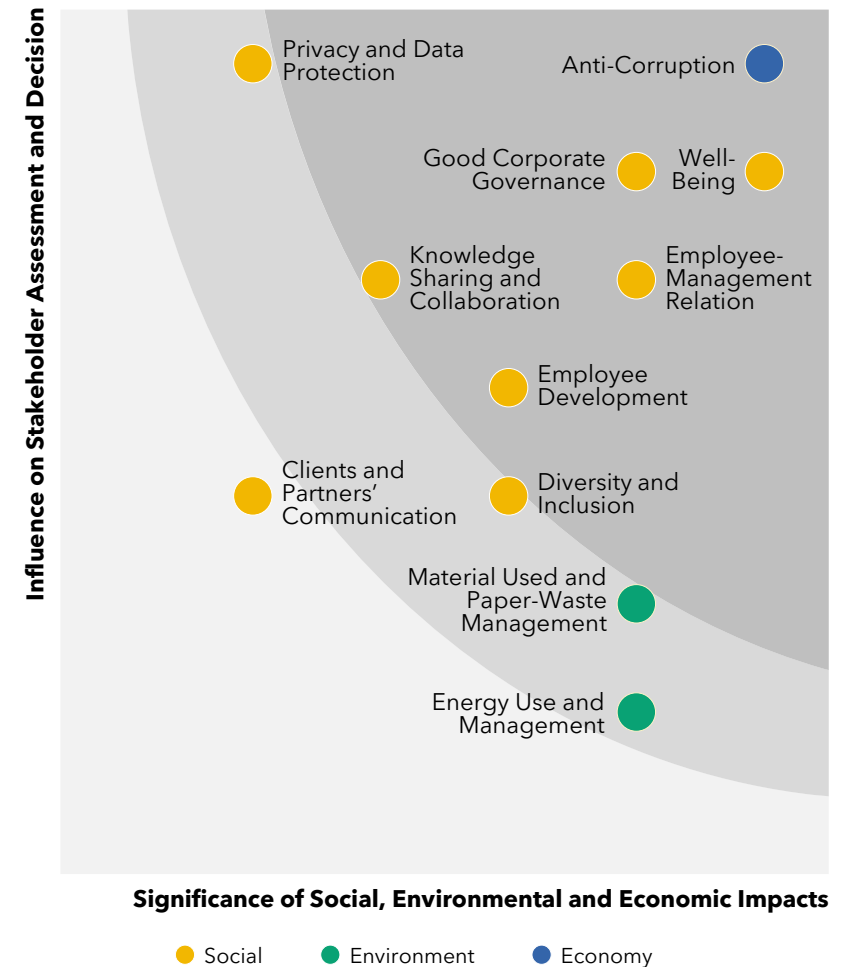 Influence on Stakeholder Assessment and Decision
Privacy and Data
Protection
Anti-Corruption
Good Corporate
Governance
Well-
Being
Knowledge
Sharing and
Collaboration
Employee-
Management
Relation
Employee
Development
Clients and
Partners’
Communication
Diversity and
Inclusion
Material Used and
Paper-Waste
Management
Energy Use and
Management
Significance of Social, Environmental and Economic Impacts
Social
Environment
Economy